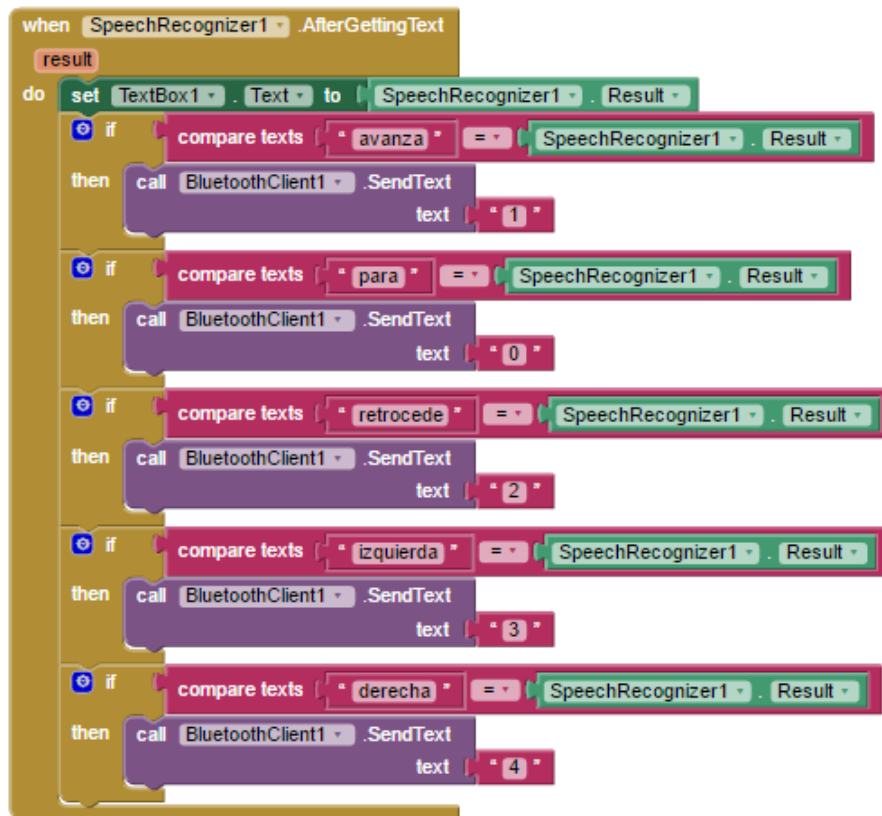 when SpeechRecognizer1 .AfterGettingText
result
do set TextBox1 . Text to SpeechRecognizer1 . Result
if compare texts " avanza " = SpeechRecognizer1 . Result
then call BluetoothClient1 .SendText
text " 1 "
if compare texts " para " = SpeechRecognizer1 . Result
then call BluetoothClient1 .SendText
text " 0 "
if compare texts " retrocede " = SpeechRecognizer1 . Result
then call BluetoothClient1 .SendText
text " 2 "
if compare texts " izquierda " = SpeechRecognizer1 . Result
then call BluetoothClient1 .SendText
text " 3 "
if compare texts " derecha " = SpeechRecognizer1 . Result
then call BluetoothClient1 .SendText
text " 4 "